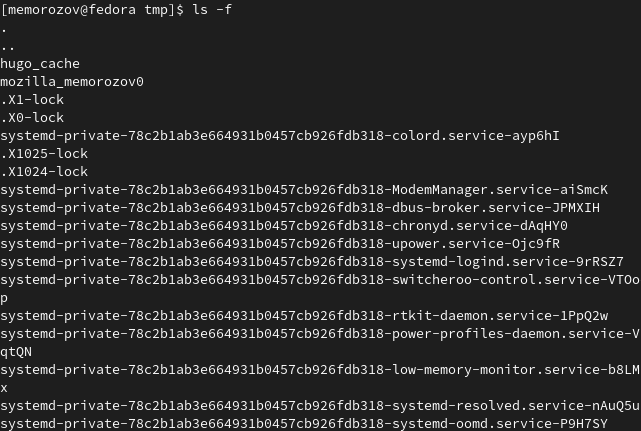 [memorozov@fedora tmp]$ ls -f
.
..
hugo_cache
mozilla_memorozov0
.X1-lock
.X0-lock
systemd-private-78c2b1ab3e664931b0457cb926fdb318-colord.service-ayp6hI
.X1025-lock
.X1024-lock
systemd-private-78c2b1ab3e664931b0457cb926fdb318-ModemManager.service-aiSmcK
systemd-private-78c2b1ab3e664931b0457cb926fdb318-dbus-broker.service-JPMXIH
systemd-private-78c2b1ab3e664931b0457cb926fdb318-chronyd.service-dAqHY0
systemd-private-78c2b1ab3e664931b0457cb926fdb318-upower.service-Ojc9fR
systemd-private-78c2b1ab3e664931b0457cb926fdb318-systemd-logind.service-9rRSZ7
systemd-private-78c2b1ab3e664931b0457cb926fdb318-switcheroo-control.service-VTOo
p
systemd-private-78c2b1ab3e664931b0457cb926fdb318-rtkit-daemon.service-1PpQ2w
systemd-private-78c2b1ab3e664931b0457cb926fdb318-power-profiles-daemon.service-V
qtQN
systemd-private-78c2b1ab3e664931b0457cb926fdb318-low-memory-monitor.service-b8LM
x
systemd-private-78c2b1ab3e664931b0457cb926fdb318-systemd-resolved.service-nAuQ5u
systemd-private-78c2b1ab3e664931b0457cb926fdb318-systemd-oomd.service-P9H7SY